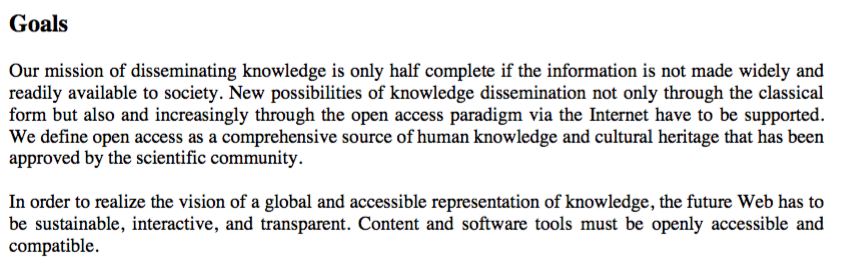 Goals
Our mission of disseminating knowledge is only half complete if the information is not made widely and
readily available to society. New possibilities of knowledge dissemination not only through the classical
form but also and increasingly through the open access paradigm via the Internet have to be supported.
We define open access as a comprehensive source of human knowledge and cultural heritage that has been
approved by the scientific community.
In order to realize the vision of a global and accessible representation of knowledge, the future Web has to
be sustainable, interactive, and transparent. Content and software tools must be openly accessible and
compatible.